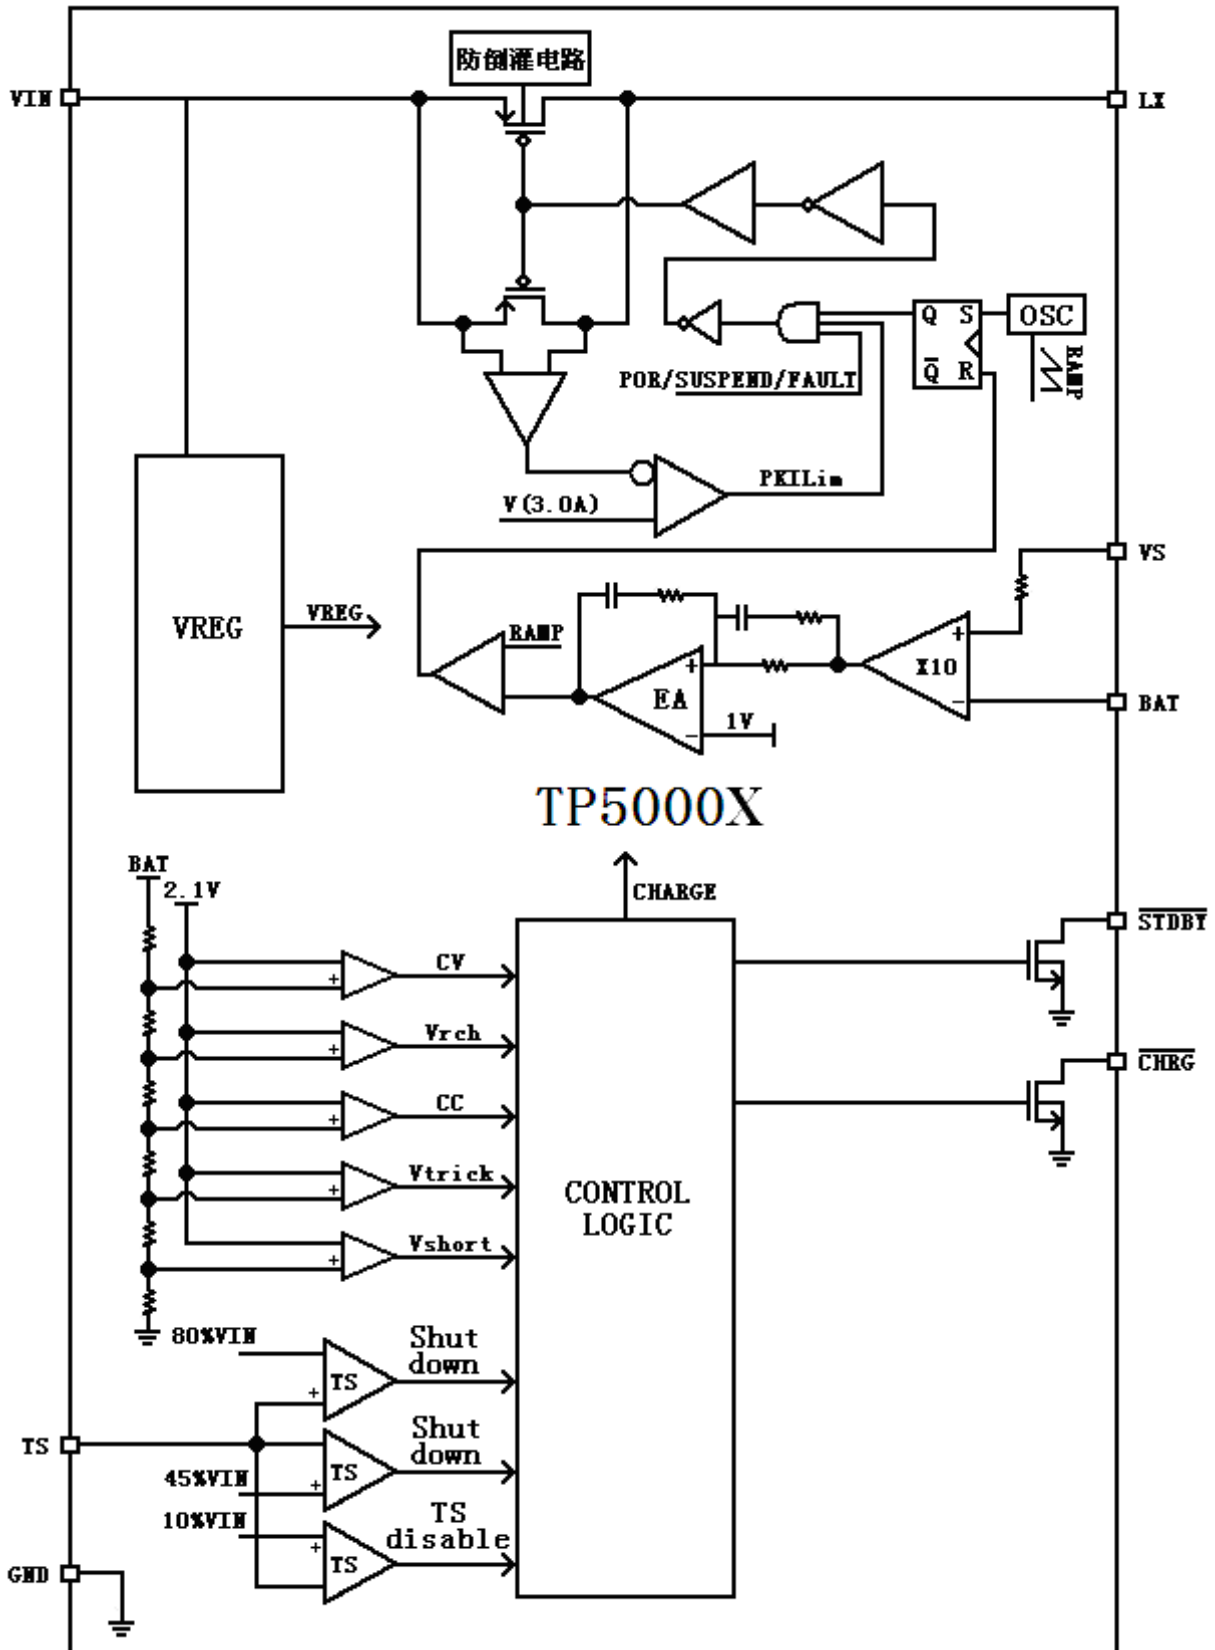 防倒灌电路
VIN
LX
Q S
OSC
Q̅ R
RAMP
POR/SUSPEND/FAULT
PKILim
V(3.0A)
VS
VREG
VREG
RAMP
+
X10
-
+
EA
-
1V
BAT
TP5000X
BAT
2.1V
CHARGE
S̅T̅D̅B̅Y̅
+
CV
+
Vrch
C̅H̅R̅G̅
+
CC
+
Vtrick
CONTROL
LOGIC
+
Vshort
80%VIN
Shut
down
+
TS
TS
Shut
down
45%VIN
+
TS
10%VIN
TS
disable
+
TS
GND